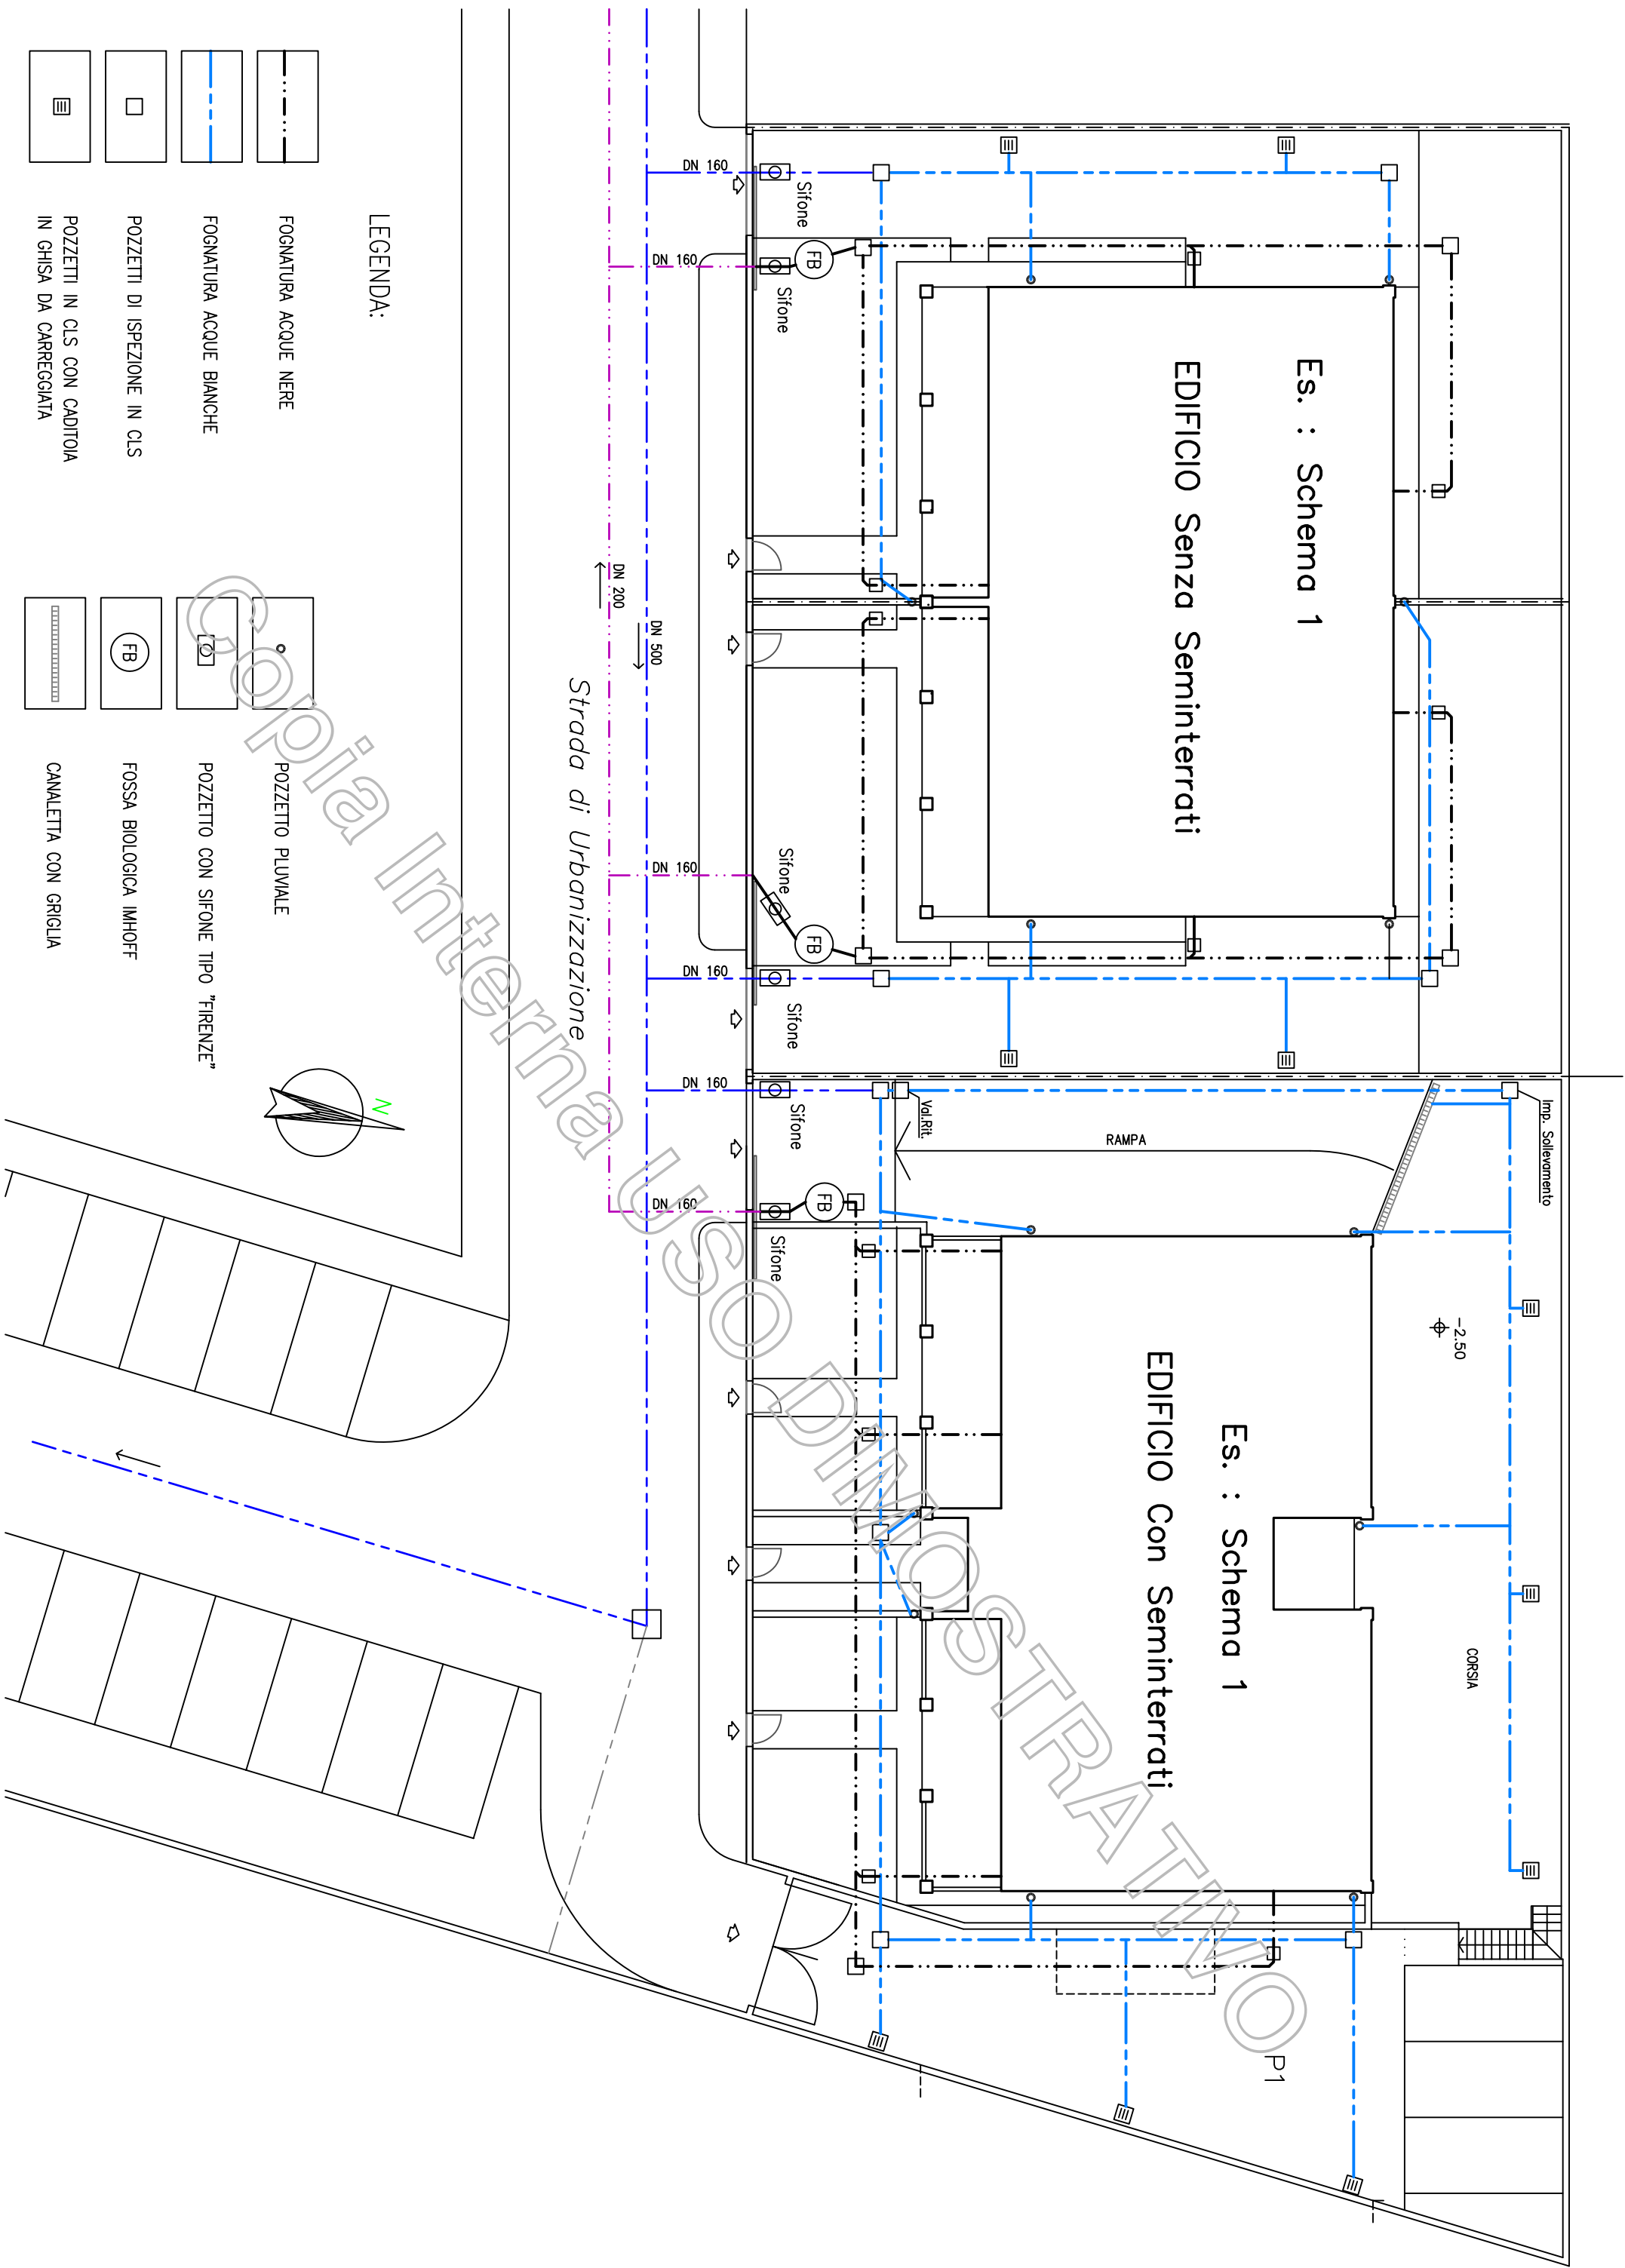 Es. : Schema 1
EDIFICIO Senza Seminterrati
Es. : Schema 1
EDIFICIO Con Seminterrati
Imp. Sollevamento
-2.50
CORSIA
RAMPA
Val.Rit.
P1
Sifone
Sifone
Sifone
Sifone
Sifone
Sifone
FB
FB
FB
DN 160
DN 160
DN 160
DN 160
DN 160
DN 160
DN 500
DN 200
Strada di Urbanizzazione
N
LEGENDA:
FOGNATURA ACQUE NERE
FOGNATURA ACQUE BIANCHE
POZZETTI DI ISPEZIONE IN CLS
POZZETTI IN CLS CON CADITOIA
IN GHISA DA CARREGGIATA
POZZETTO PLUVIALE
POZZETTO CON SIFONE TIPO "FIRENZE"
FB
FOSSA BIOLOGICA IMHOFF
CANALETTA CON GRIGLIA
Copia Interna USO DIMOSTRATIVO